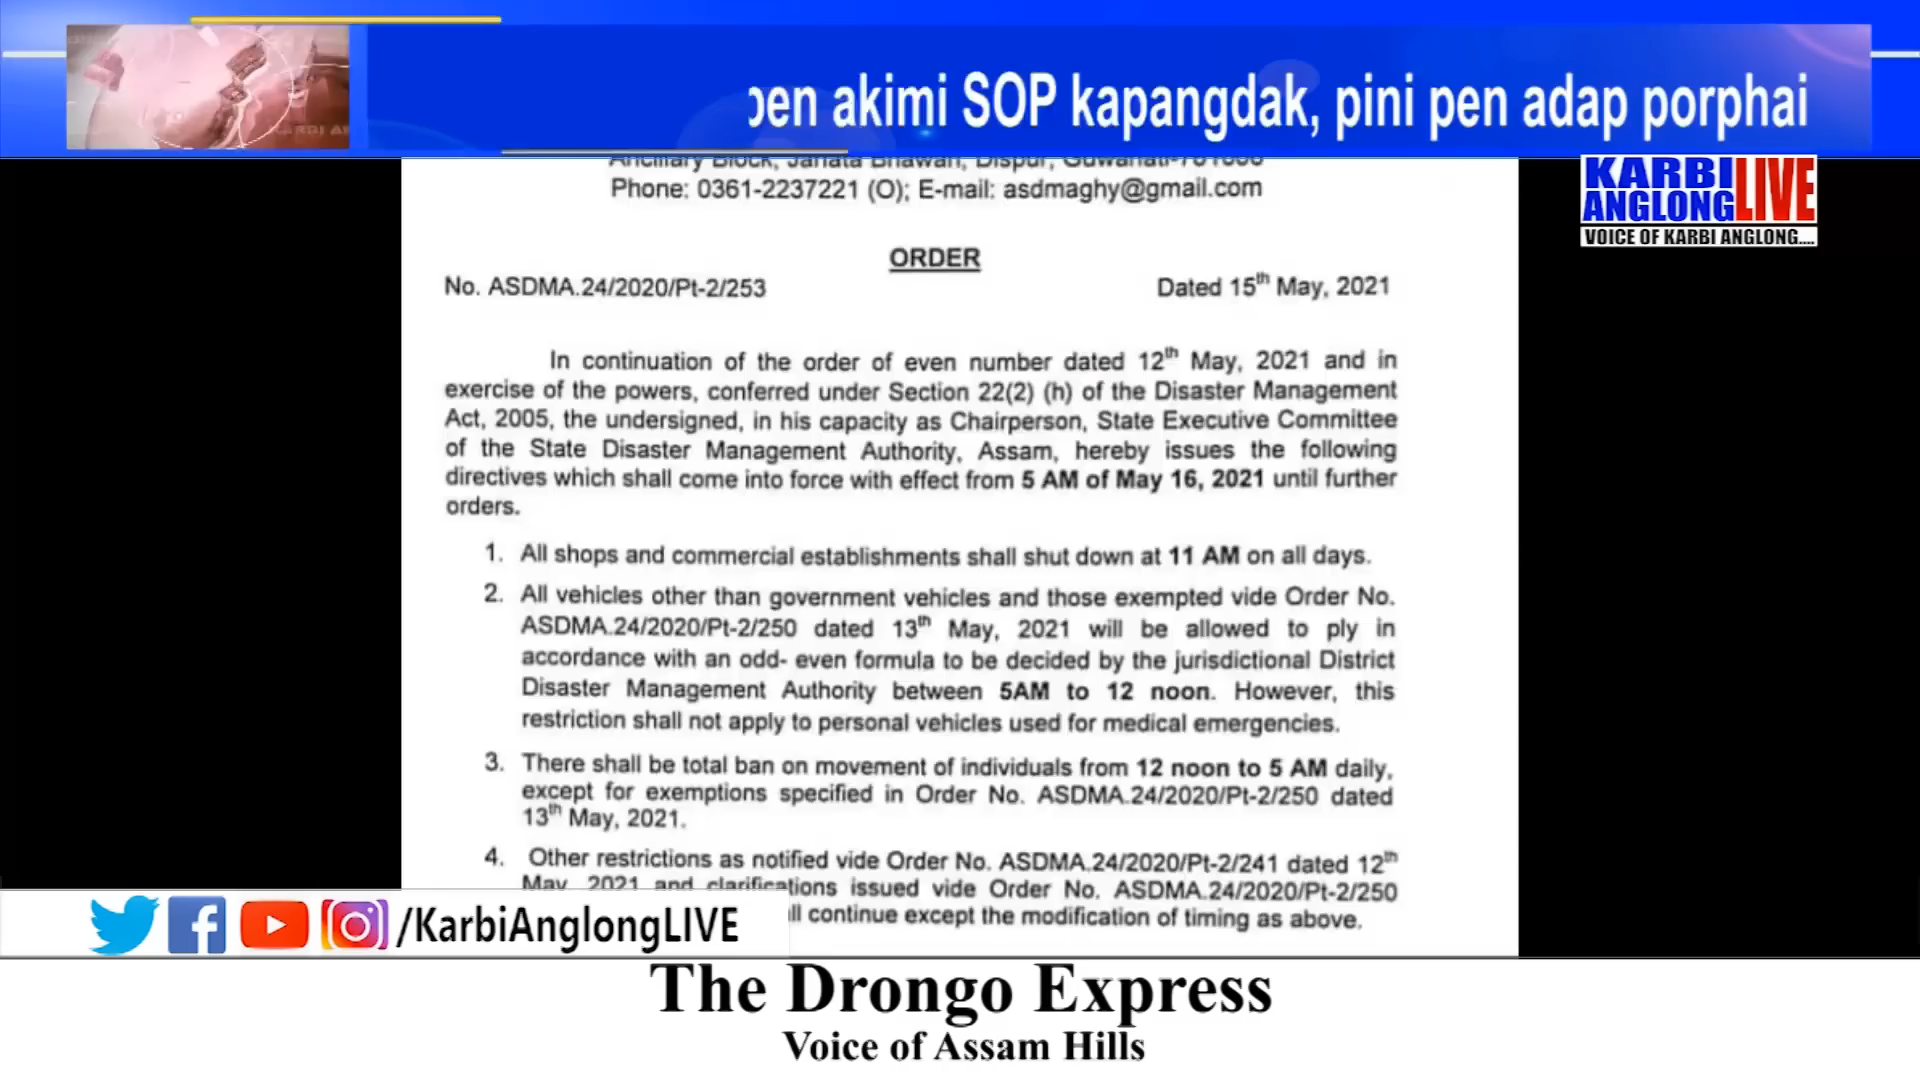 akimi SOP kapangdak, pini pen adap porphai
KARBI ANGLONG LIVE
VOICE OF KARBI ANGLONG....
Ancillary Block, Janata Bhawan, Dispur, Guwahati-
Phone: 0361-2237221 (O); E-mail: asdmaghy@gmail.com
ORDER
No. ASDMA.24/2020/Pt-2/253 Dated 15th May, 2021
In continuation of the order of even number dated 12th May, 2021 and in
exercise of the powers, conferred under Section 22(2) (h) of the Disaster Management
Act, 2005, the undersigned, in his capacity as Chairperson, State Executive Committee
of the State Disaster Management Authority, Assam, hereby issues the following
directives which shall come into force with effect from 5 AM of May 16, 2021 until further
orders.
1. All shops and commercial establishments shall shut down at 11 AM on all days.
2. All vehicles other than government vehicles and those exempted vide Order No.
ASDMA.24/2020/Pt-2/250 dated 13th May, 2021 will be allowed to ply in
accordance with an odd- even formula to be decided by the jurisdictional District
Disaster Management Authority between 5AM to 12 noon. However, this
restriction shall not apply to personal vehicles used for medical emergencies.
3. There shall be total ban on movement of individuals from 12 noon to 5 AM daily,
except for exemptions specified in Order No. ASDMA.24/2020/Pt-2/250 dated
13th May, 2021.
4. Other restrictions as notified vide Order No. ASDMA.24/2020/Pt-2/241 dated 12th
May, 2021 and clarifications issued vide Order No. ASDMA.24/2020/Pt-2/250
continue except the modification of timing as above.
/KarbiAnglongLIVE
The Drongo Express
Voice of Assam Hills